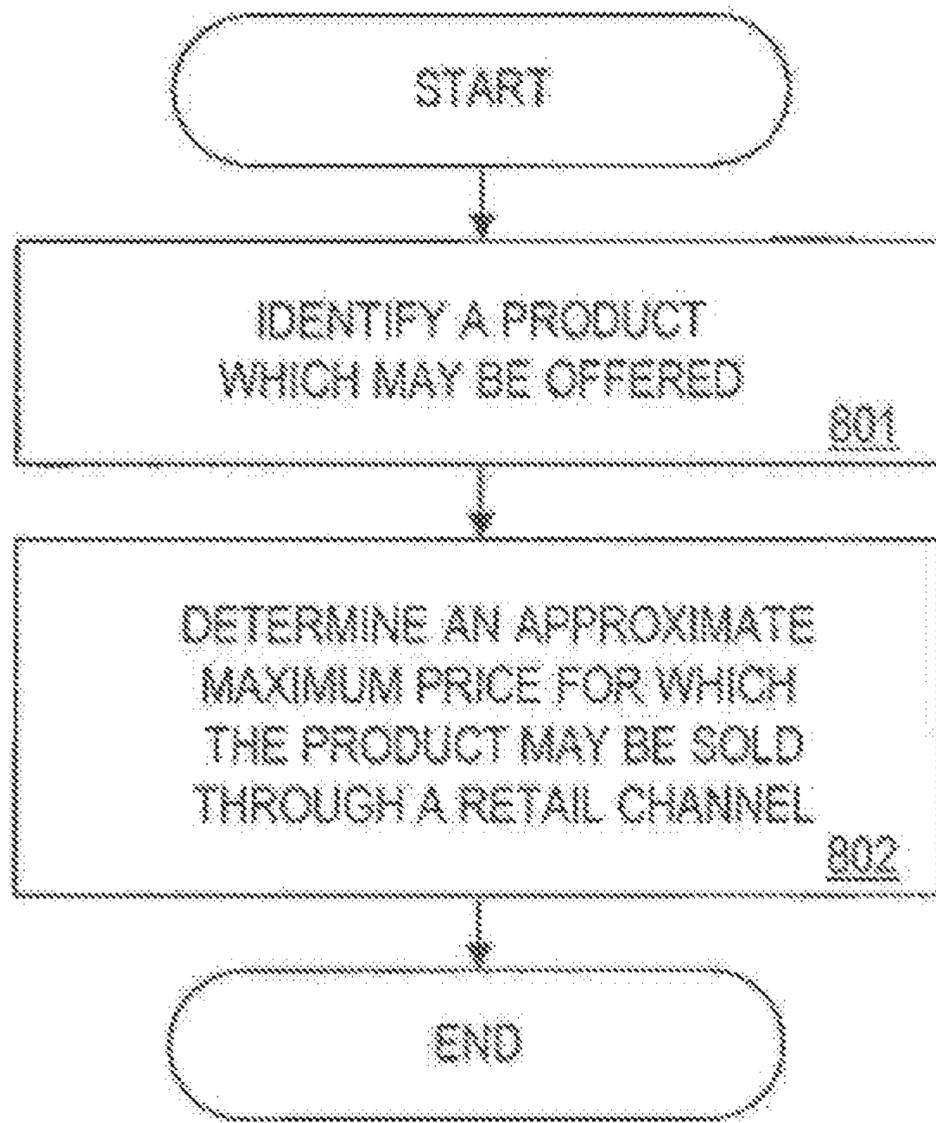 START
IDENTIFY A PRODUCT
WHICH MAY BE OFFERED
801
DETERMINE AN APPROXIMATE
MAXIMUM PRICE FOR WHICH
THE PRODUCT MAY BE SOLD
THROUGH A RETAIL CHANNEL
802
END